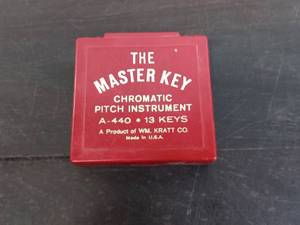 THE
MASTER KEY
CHROMATIC
PITCH INSTRUMENT
A-440 • 13 KEYS
A Product of WM. KRATT CO.
Made in U.S.A.